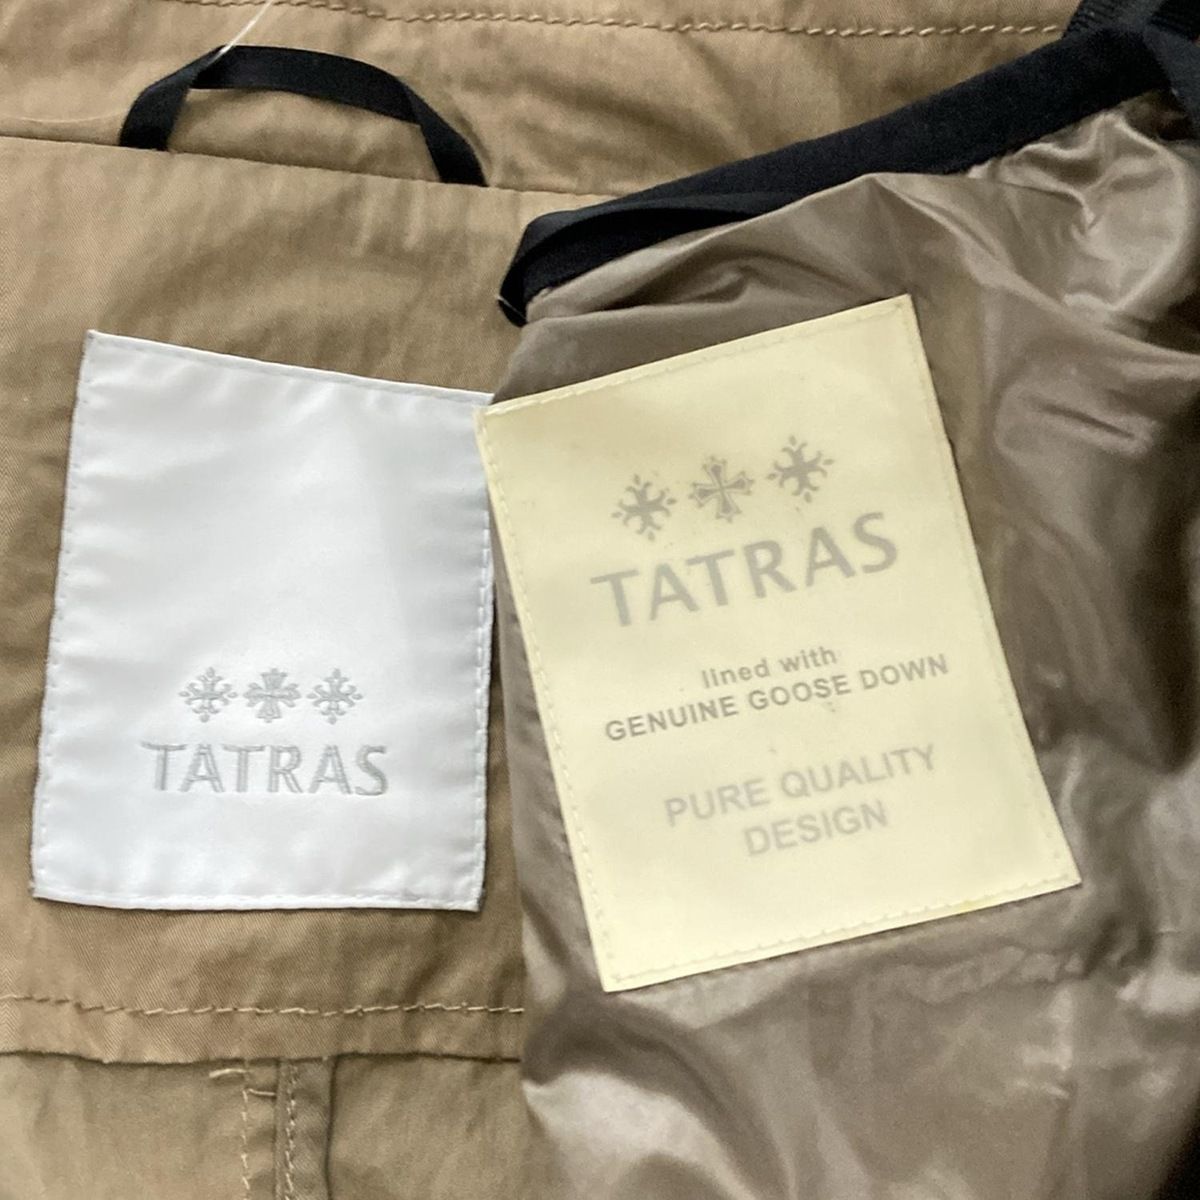 TATRAS
TATRAS
lined with
GENUINE GOOSE DOWN
PURE QUALITY
DESIGN